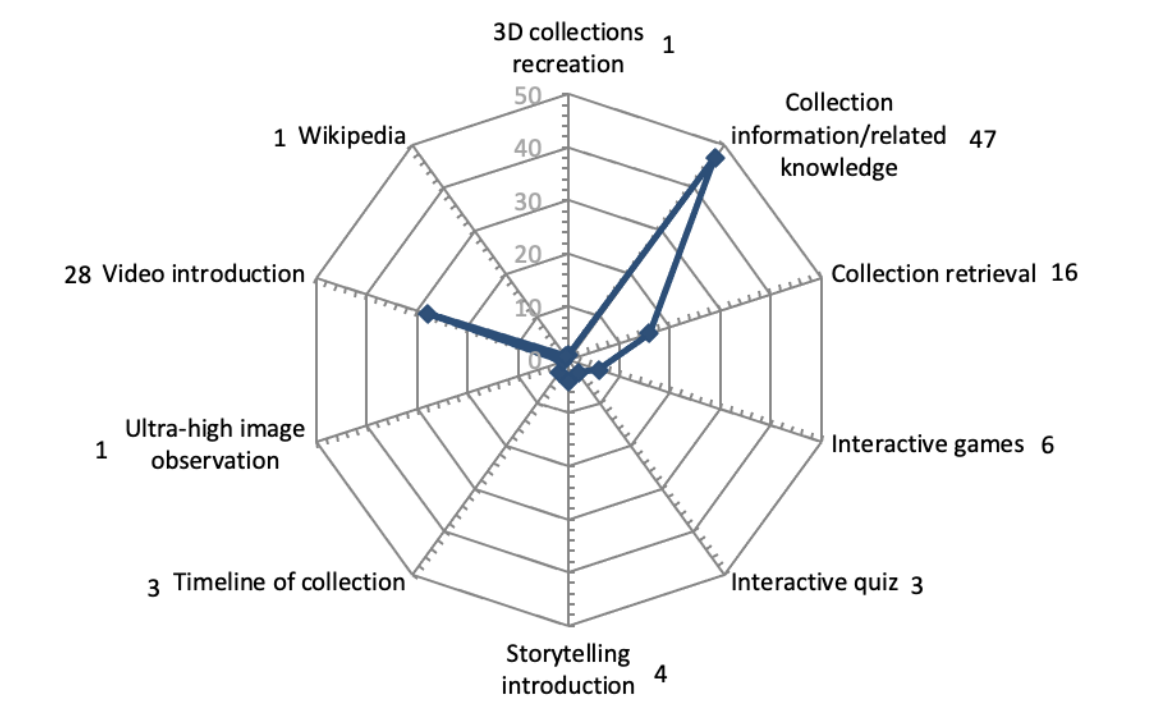 3D collections
recreation 1
Collection
information/related
knowledge 47
50
40
30
20
10
0
1 Wikipedia
28 Video introduction
Collection retrieval 16
Ultra-high image
observation
1
Interactive games 6
3 Timeline of collection
Interactive quiz 3
Storytelling
introduction 4